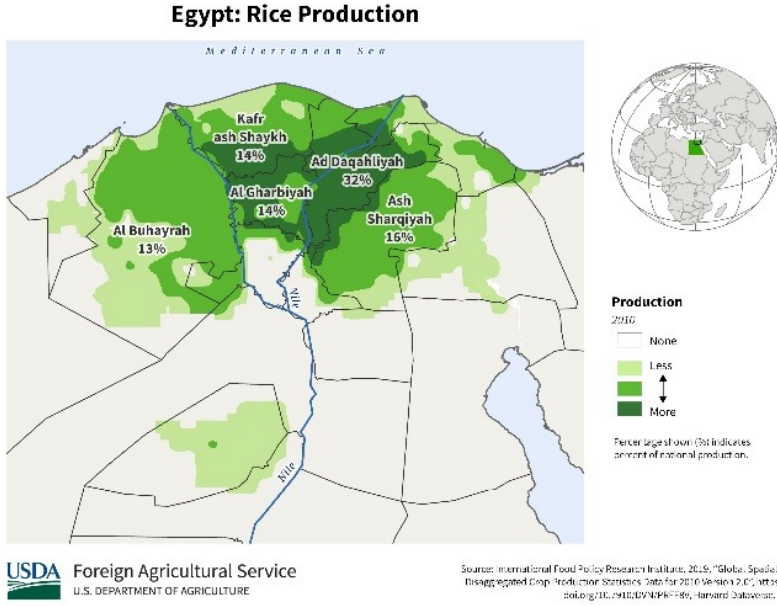 Egypt: Rice Production
Mediterranean Sea
Kafr
ash Shaykh
14%
Ad Daqahliyah
32%
Al Gharbiyah
14%
Ash
Sharqiyah
16%
Al Buhayrah
13%
Nile
Nile
Production
2010
None
Less
More
Percentage shown (%) indicates
percent of national production.
USDA
Foreign Agricultural Service
U.S. DEPARTMENT OF AGRICULTURE
Source: International Food Policy Research Institute, 2019, "Global Spatial
Disaggregated Crop Production Statistics Data for 2010 Version 2.0", https
Harvard Dataverse,